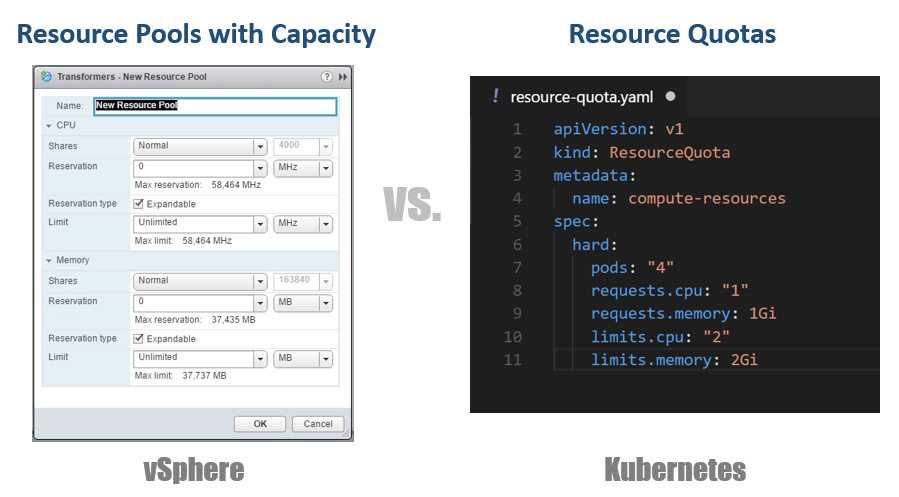 Resource Pools with Capacity
Resource Quotas
Transformers - New Resource Pool
?
Name: New Resource Pool
CPU
Shares Normal 4000
Reservation 0 MHz
Max reservation: 58,464 MHz
Reservation type Expandable
Limit Unlimited MHz
Max limit: 58,464 MHz
Memory
Shares Normal 163840
Reservation 0 MB
Max reservation: 37,435 MB
Reservation type Expandable
Limit Unlimited MB
Max limit: 37,737 MB
OK Cancel
vSphere
VS.
! resource-quota.yaml
1 apiVersion: v1
2 kind: ResourceQuota
3 metadata:
4 name: compute-resources
5 spec:
6 hard:
7 pods: "4"
8 requests.cpu: "1"
9 requests.memory: 1Gi
10 limits.cpu: "2"
11 limits.memory: 2Gi
Kubernetes